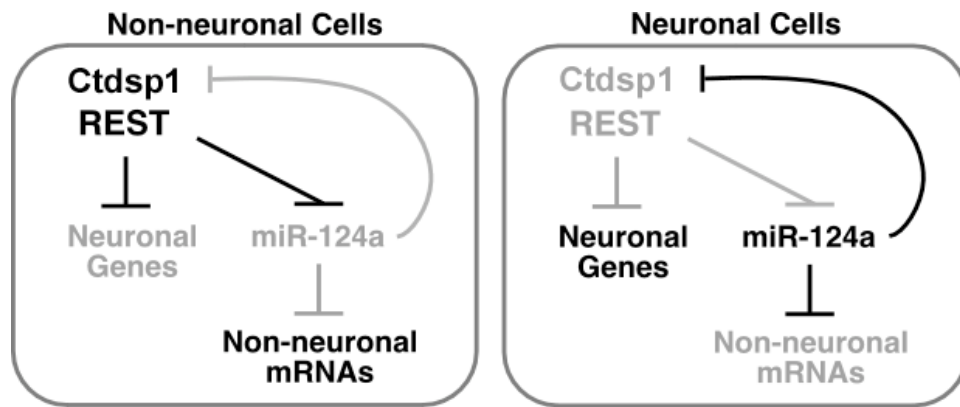 Non-neuronal Cells
Ctdsp1
REST
Neuronal
Genes
miR-124a
Non-neuronal
mRNAs
Neuronal Cells
Ctdsp1
REST
Neuronal
Genes
miR-124a
Non-neuronal
mRNAs